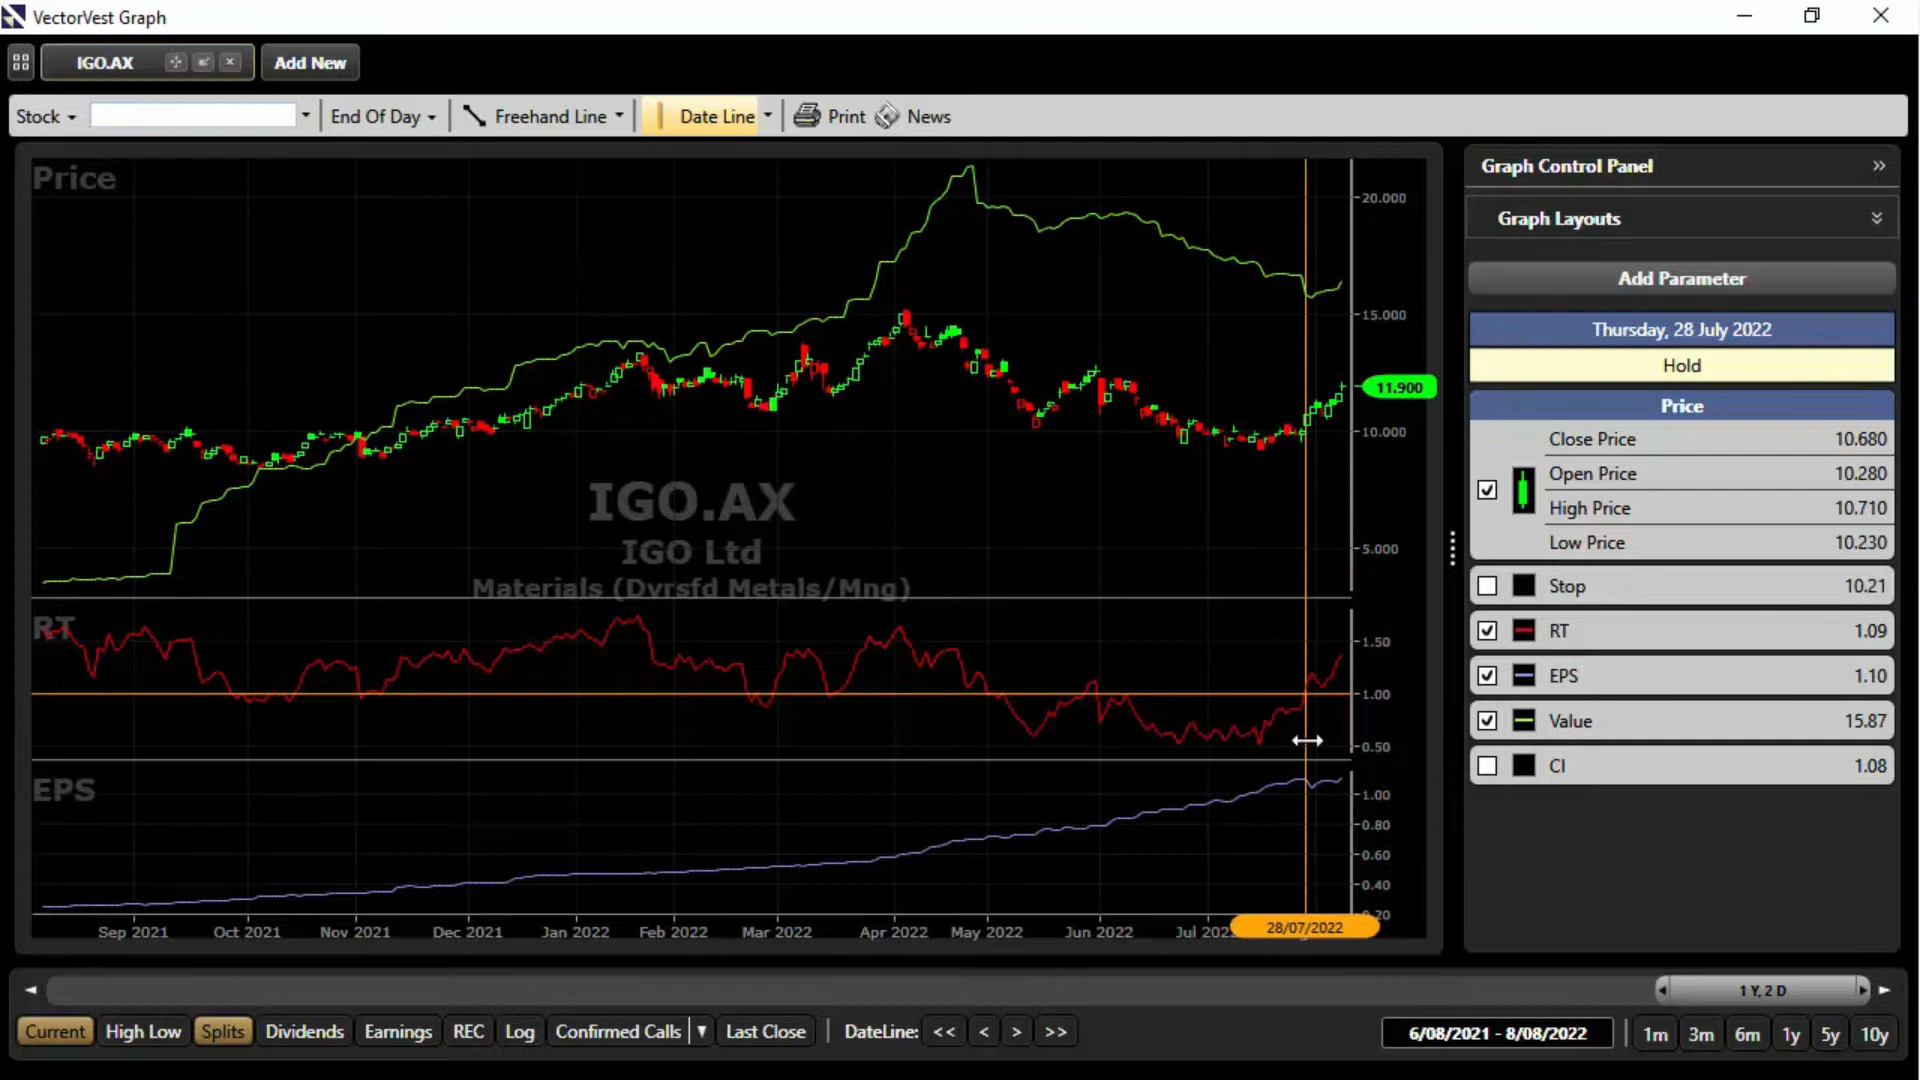 VectorVest Graph
IGO.AX Add New
Stock End Of Day Freehand Line Date Line Print News
Price
20.000
15.000
11.900
10.000
5.000
IGO.AX
IGO Ltd
Materials (Dvrsfd Metals/Mng)
RT
1.50
1.00
0.50
EPS
1.00
0.80
0.60
0.40
0.20
Sep 2021 Oct 2021 Nov 2021 Dec 2021 Jan 2022 Feb 2022 Mar 2022 Apr 2022 May 2022 Jun 2022 Jul 202 28/07/2022
Graph Control Panel
Graph Layouts
Add Parameter
Thursday, 28 July 2022
Hold
Price
Close Price 10.680
Open Price 10.280
High Price 10.710
Low Price 10.230
Stop 10.21
RT 1.09
EPS 1.10
Value 15.87
CI 1.08
1 Y, 2 D
Current High Low Splits Dividends Earnings REC Log Confirmed Calls Last Close DateLine: << < > >> 6/08/2021 - 8/08/2022 1m 3m 6m 1y 5y 10y